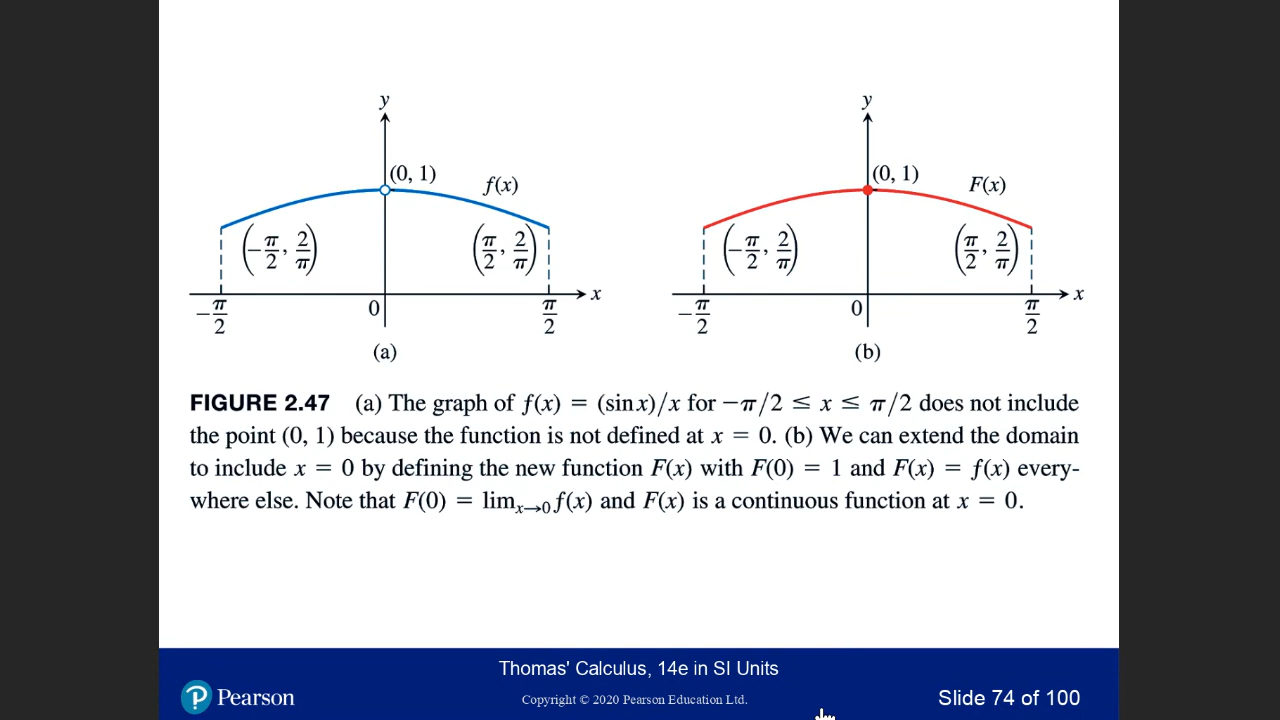 y
(0, 1)
f(x)
(−π/2, 2/π)
(π/2, 2/π)
−π/2
0
π/2
x
(a)
y
(0, 1)
F(x)
(−π/2, 2/π)
(π/2, 2/π)
−π/2
0
π/2
x
(b)
FIGURE 2.47 (a) The graph of f(x) = (sin x)/x for −π/2 ≤ x ≤ π/2 does not include
the point (0, 1) because the function is not defined at x = 0. (b) We can extend the domain
to include x = 0 by defining the new function F(x) with F(0) = 1 and F(x) = f(x) every-
where else. Note that F(0) = limₓ→₀ f(x) and F(x) is a continuous function at x = 0.
Thomas' Calculus, 14e in SI Units
P Pearson
Copyright © 2020 Pearson Education Ltd.
Slide 74 of 100